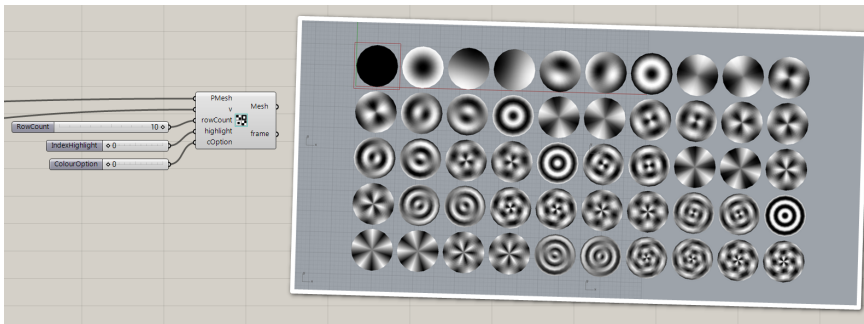 PMesh
Mesh
v
RowCount
10
rowCount
IndexHighlight
0
highlight
frame
ColourOption
0
cOption